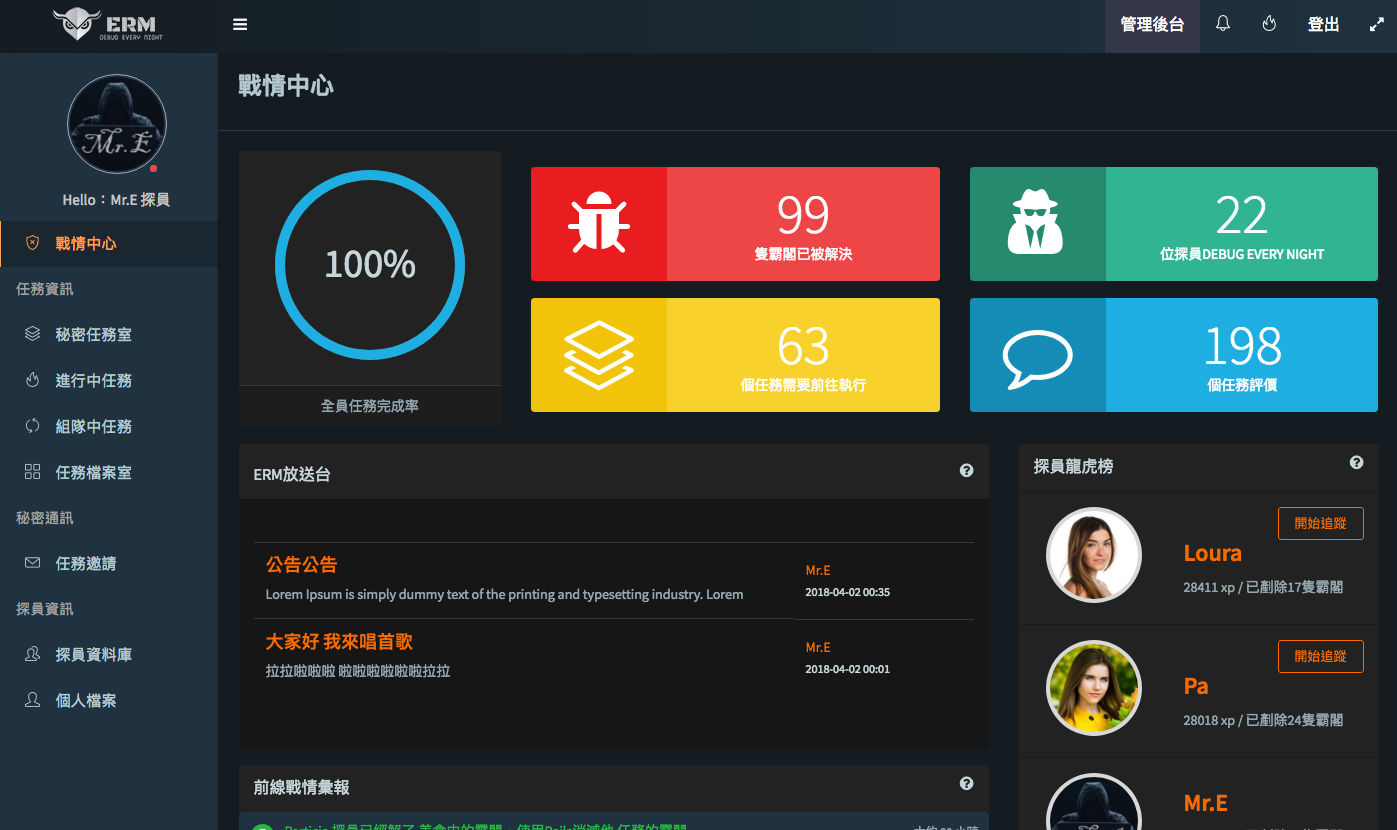 ERM
DEBUG EVERY NIGHT
管理後台
登出
Mr.E
Hello：Mr.E 探員
戰情中心
任務資訊
秘密任務室
進行中任務
組隊中任務
任務檔案室
秘密通訊
任務邀請
探員資訊
探員資料庫
個人檔案
戰情中心
100%
全員任務完成率
99
隻霸閣已被解決
22
位探員DEBUG EVERY NIGHT
63
個任務需要前往執行
198
個任務評價
ERM放送台
公告公告
Lorem Ipsum is simply dummy text of the printing and typesetting industry. Lorem
Mr.E
2018-04-02 00:35
大家好 我來唱首歌
拉拉啦啦啦 啦啦啦啦啦啦拉拉
Mr.E
2018-04-02 00:01
前線戰情彙報
探員龍虎榜
開始追蹤
Loura
28411 xp / 已剷除17隻霸閣
開始追蹤
Pa
28018 xp / 已剷除24隻霸閣
Mr.E